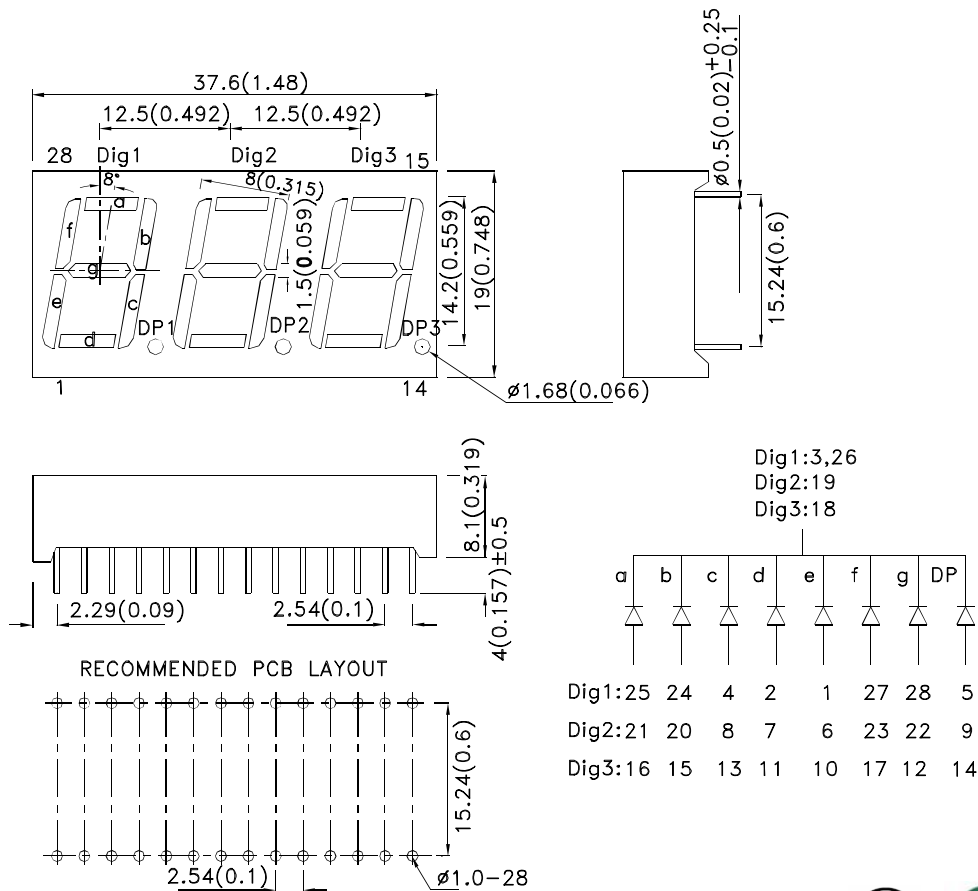 37.6(1.48)
12.5(0.492) 12.5(0.492)
28 Dig1 Dig2 Dig3 15
8° 8(0.315)
a
f b
g
e c
d
DP1 DP2 DP3
1.5(0.059)
14.2(0.559)
19(0.748)
1 14
ø1.68(0.066)
ø0.5(0.02)+0.25 -0.1
15.24(0.6)
8.1(0.319)
4(0.157)±0.5
2.29(0.09) 2.54(0.1)
RECOMMENDED PCB LAYOUT
15.24(0.6)
2.54(0.1) ø1.0-28
Dig1:3,26
Dig2:19
Dig3:18
a b c d e f g DP
Dig1:25 24 4 2 1 27 28 5
Dig2:21 20 8 7 6 23 22 9
Dig3:16 15 13 11 10 17 12 14